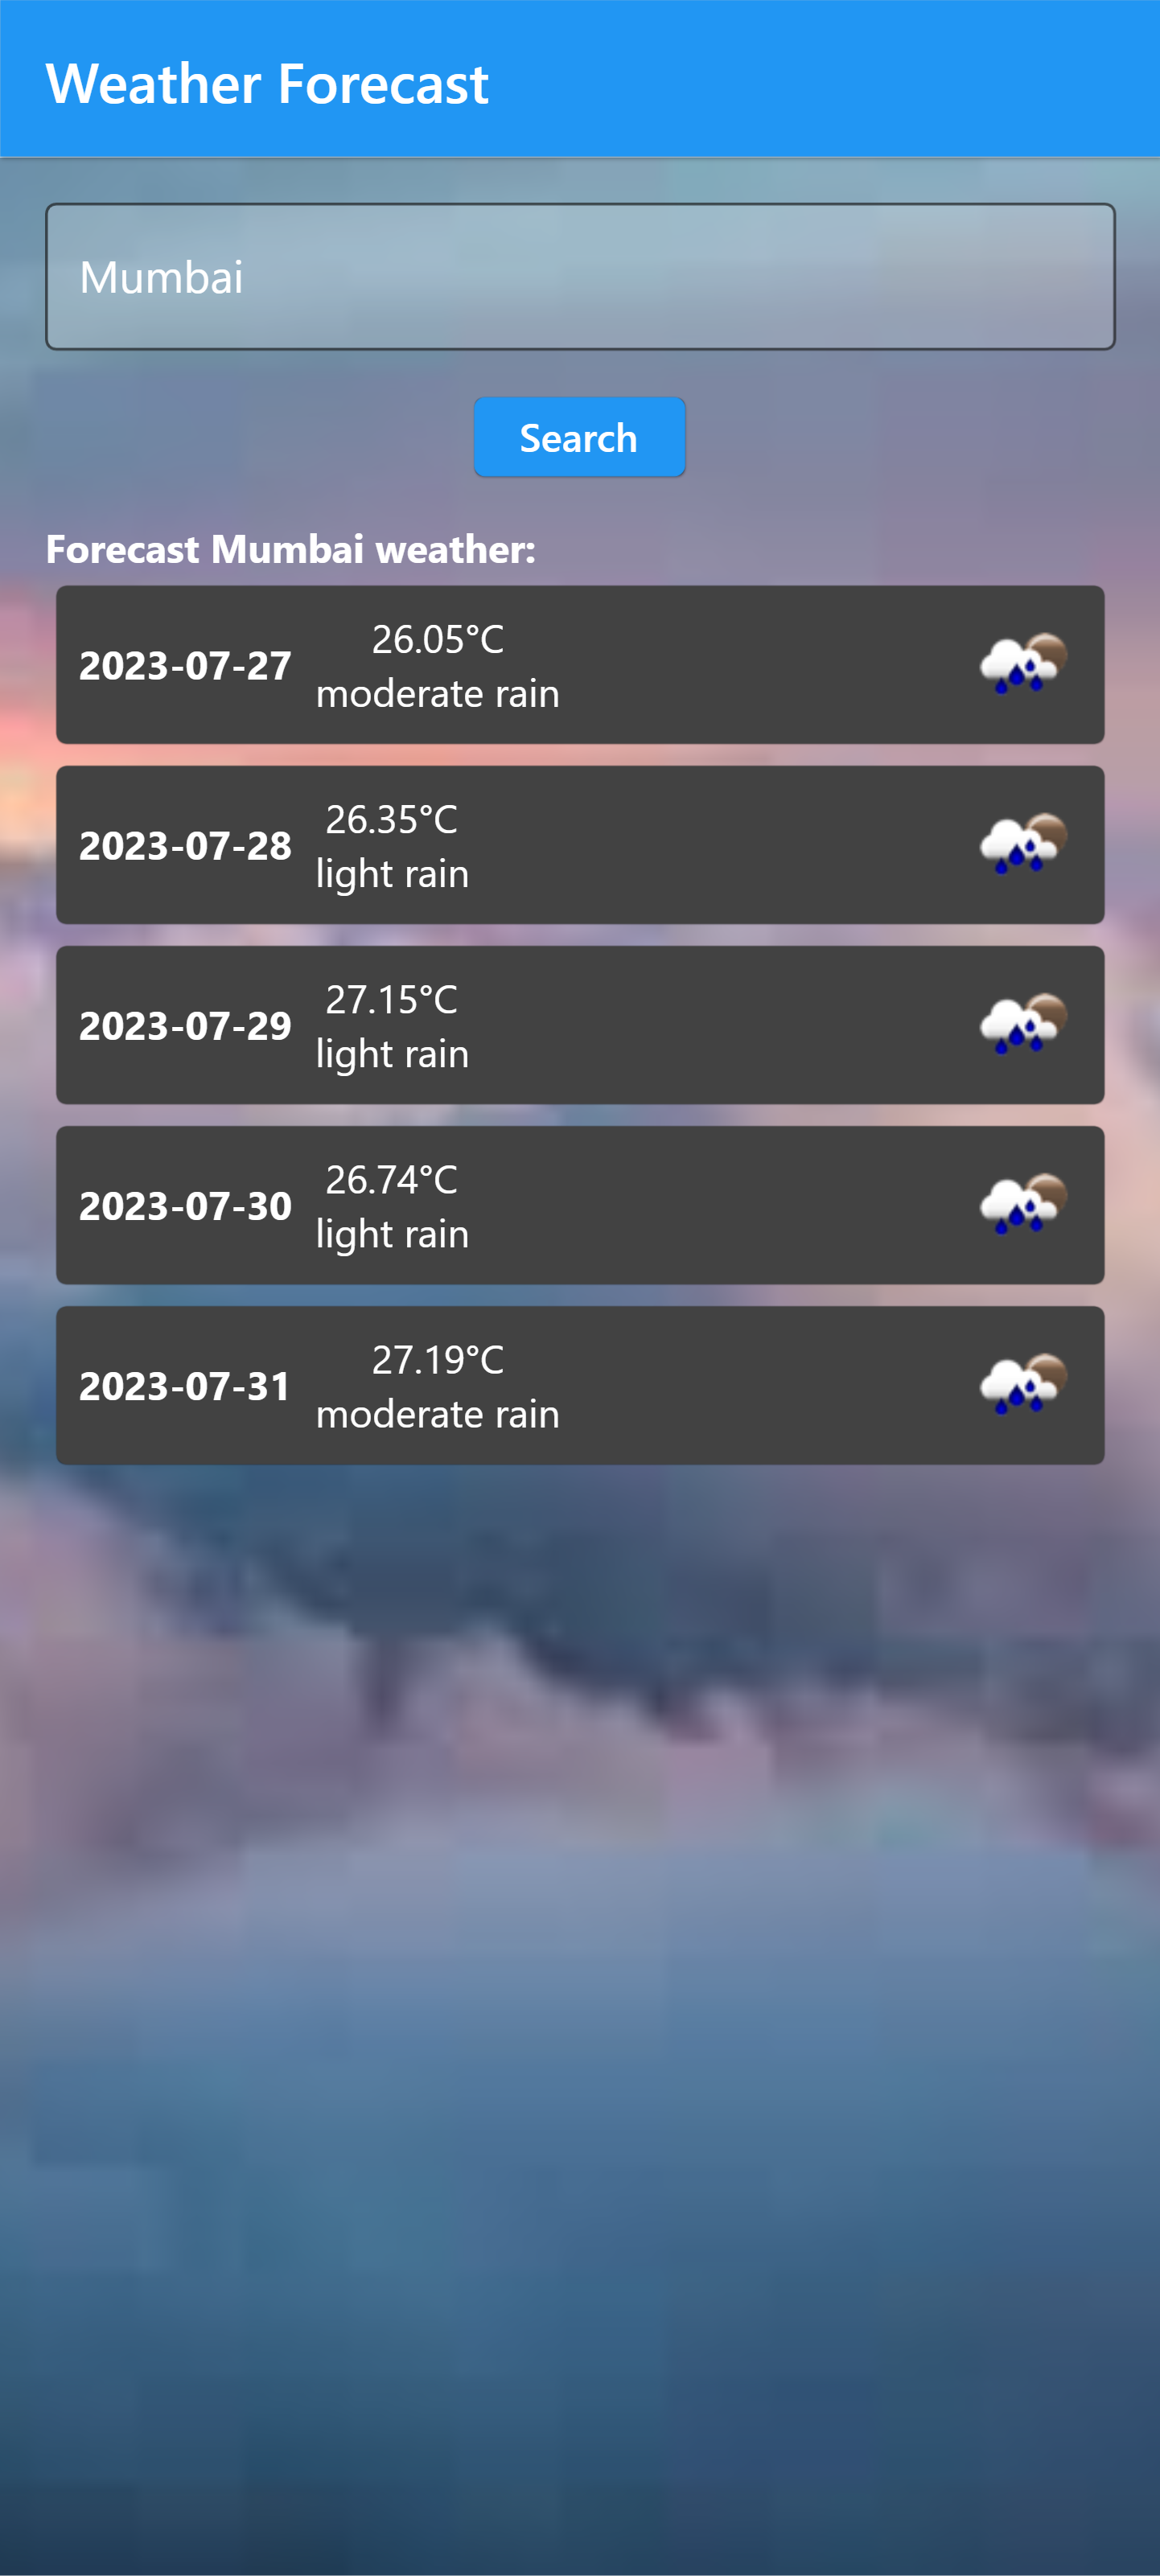 Weather Forecast
Mumbai
Search
Forecast Mumbai weather:
2023-07-27
26.05°C
moderate rain
2023-07-28
26.35°C
light rain
2023-07-29
27.15°C
light rain
2023-07-30
26.74°C
light rain
2023-07-31
27.19°C
moderate rain